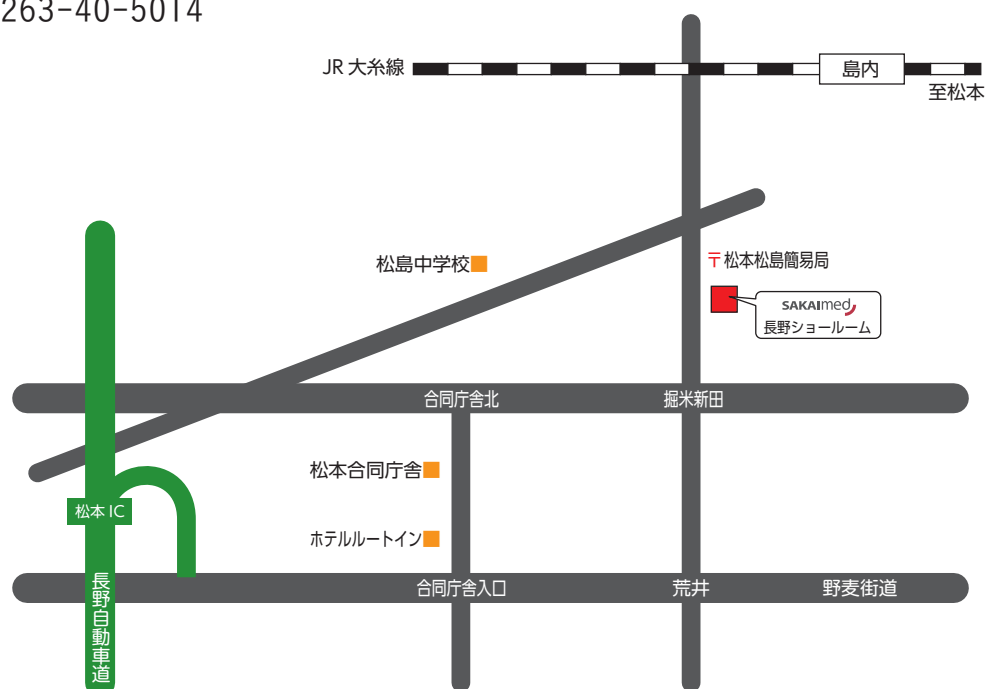 263-40-5014
JR 大糸線
島内
至松本
松島中学校
〒松本松島簡易局
SAKAImed
長野ショールーム
合同庁舎北
掘米新田
松本合同庁舎
松本 IC
ホテルルートイン
長野自動車道
合同庁舎入口
荒井
野麦街道